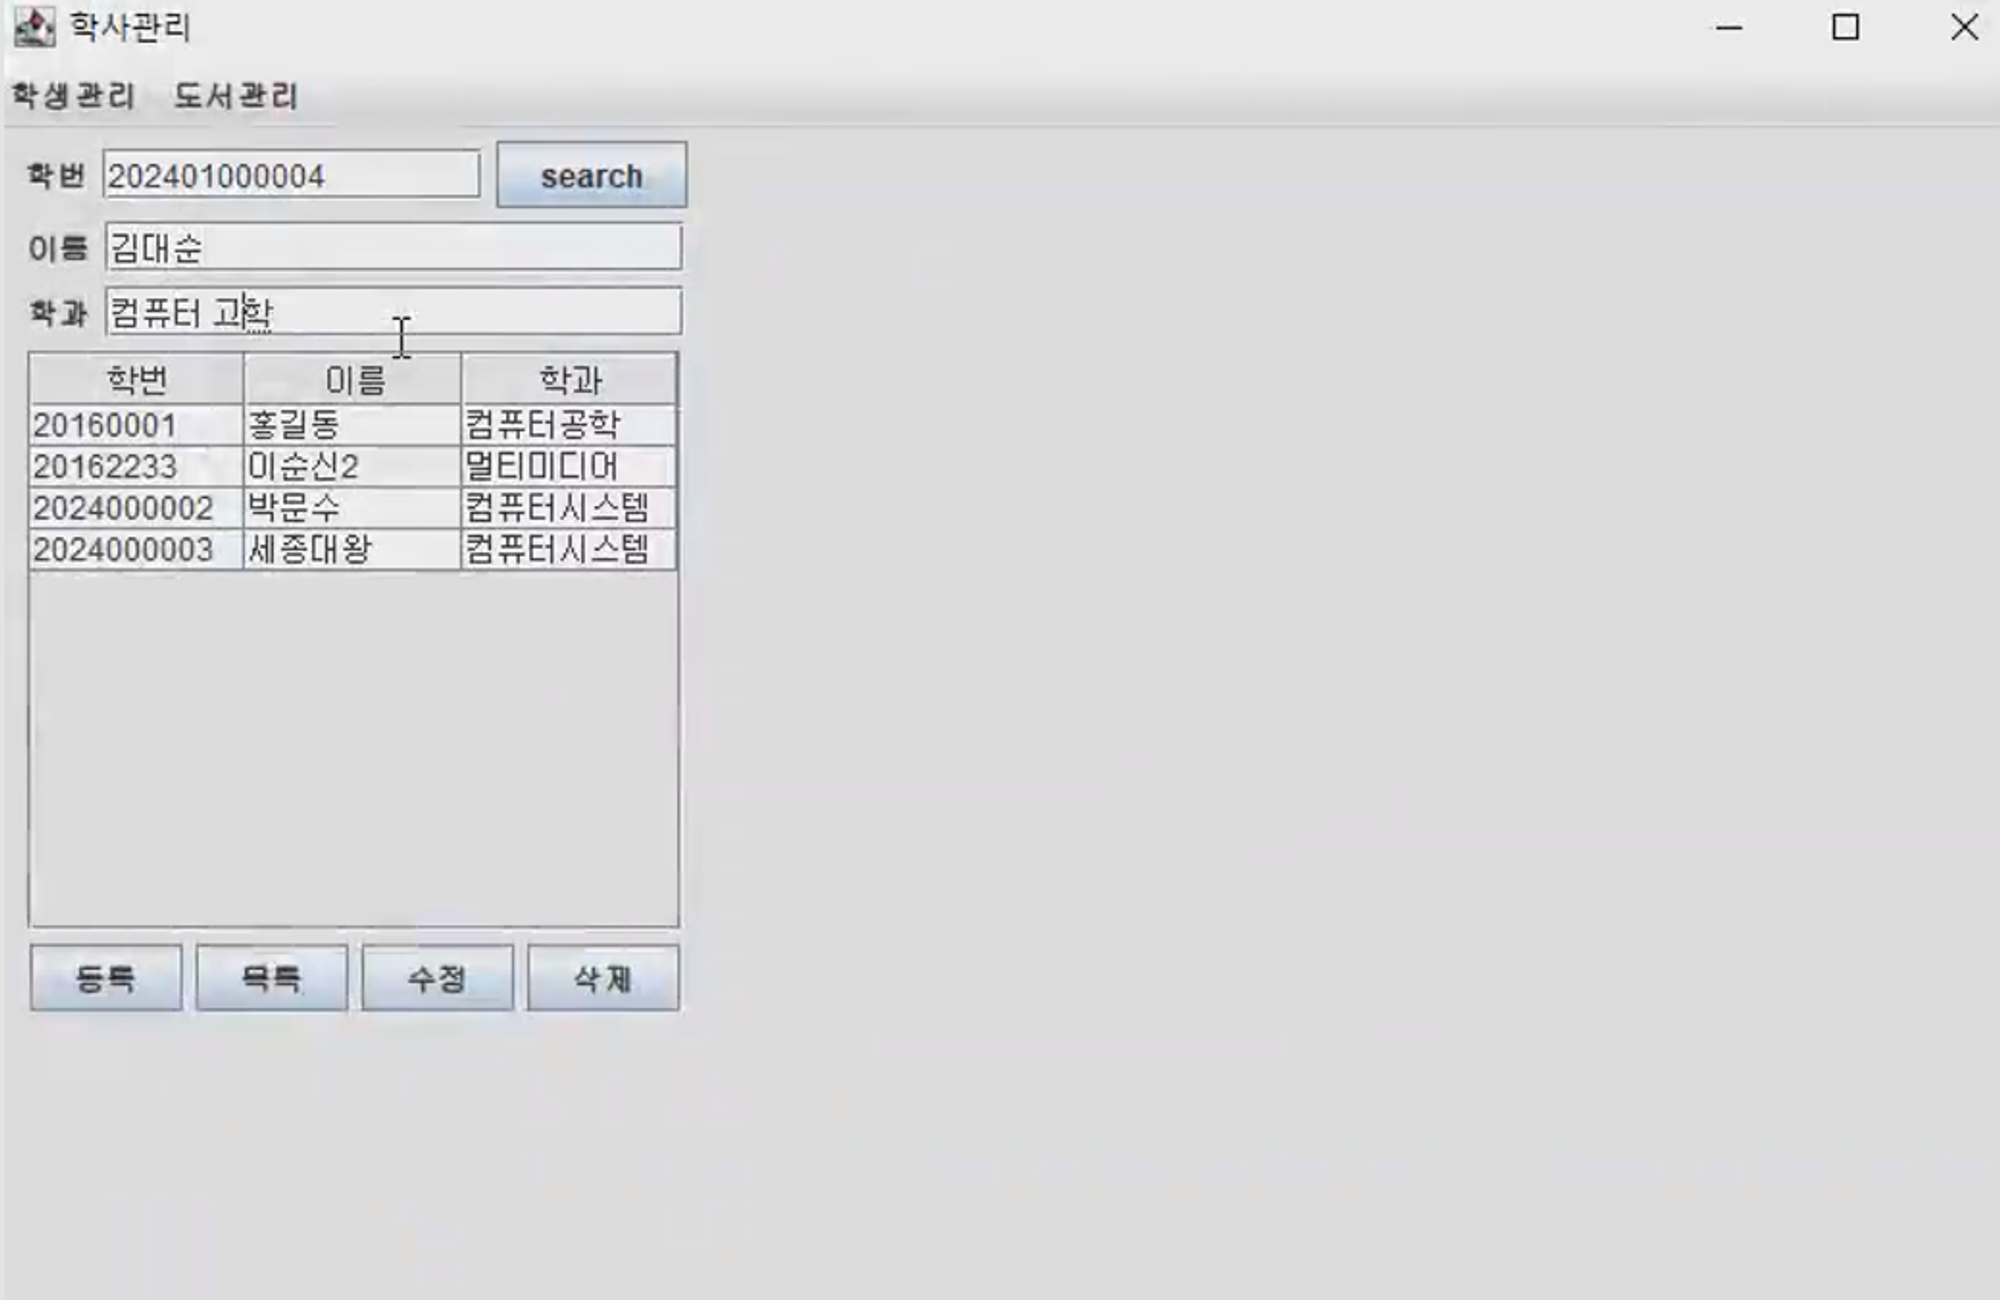 학사관리
학생관리 도서관리
학번 202401000004 search
이름 김대순
학과 컴퓨터 고학
학번 이름 학과
20160001 홍길동 컴퓨터공학
20162233 이순신2 멀티미디어
2024000002 박문수 컴퓨터시스템
2024000003 세종대왕 컴퓨터시스템
등록 목록 수정 삭제